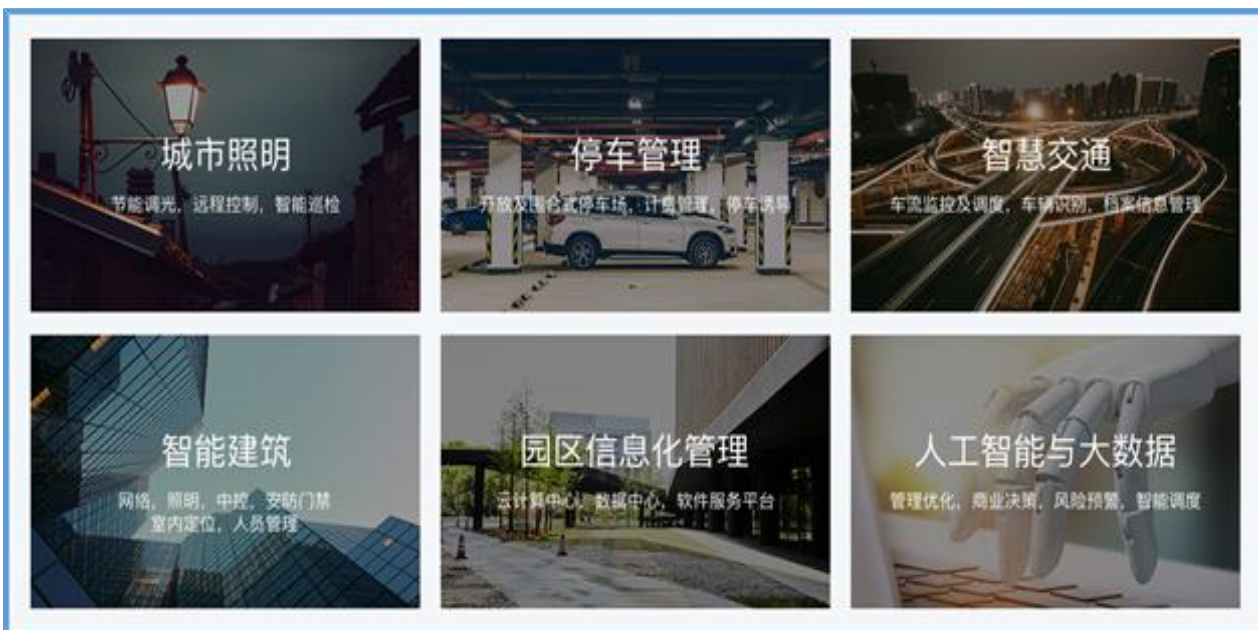 城市照明
节能调光，远程控制，智能巡检
停车管理
开放及围合式停车场，计费管理，停车诱导
智慧交通
车流监控及调度，车辆识别，档案信息管理
智能建筑
网络，照明，中控，安防门禁
室内定位，人员管理
园区信息化管理
云计算中心，数据中心，软件服务平台
人工智能与大数据
管理优化，商业决策，风险预警，智能调度